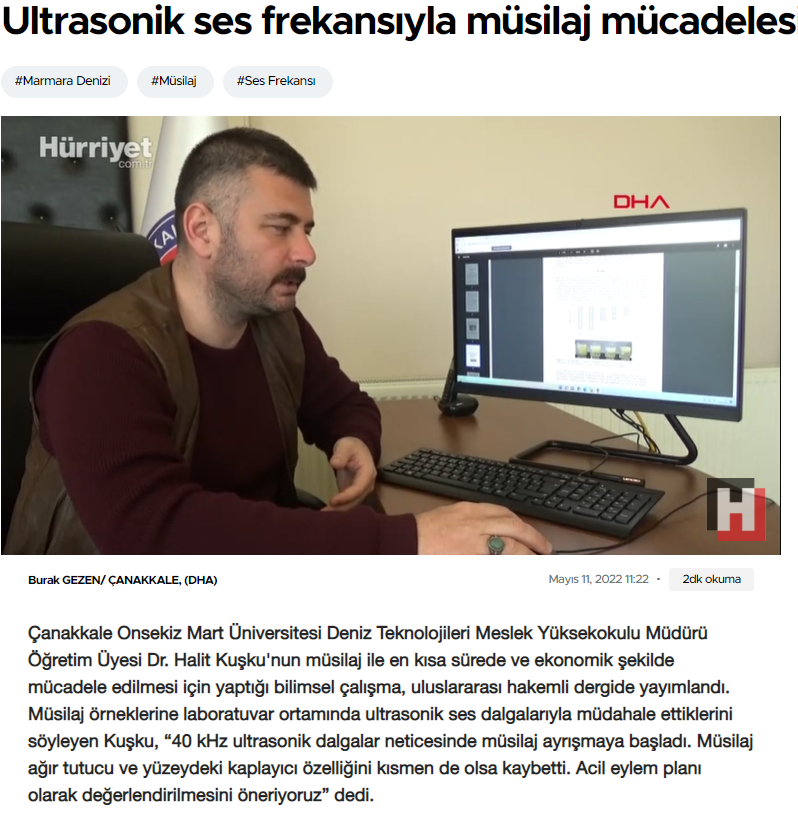 Ultrasonik ses frekansıyla müsilaj mücadeles
#Marmara Denizi #Müsilaj #Ses Frekansı
Hürriyet
.com.tr
DHA
KA
H
Burak GEZEN/ ÇANAKKALE, (DHA)
Mayıs 11, 2022 11:22 • 2dk okuma
Çanakkale Onsekiz Mart Üniversitesi Deniz Teknolojileri Meslek Yüksekokulu Müdürü
Öğretim Üyesi Dr. Halit Kuşku'nun müsilaj ile en kısa sürede ve ekonomik şekilde
mücadele edilmesi için yaptığı bilimsel çalışma, uluslararası hakemli dergide yayımlandı.
Müsilaj örneklerine laboratuvar ortamında ultrasonik ses dalgalarıyla müdahale ettiklerini
söyleyen Kuşku, “40 kHz ultrasonik dalgalar neticesinde müsilaj ayrışmaya başladı. Müsilaj
ağır tutucu ve yüzeydeki kaplayıcı özelliğini kısmen de olsa kaybetti. Acil eylem planı
olarak değerlendirilmesini öneriyoruz” dedi.